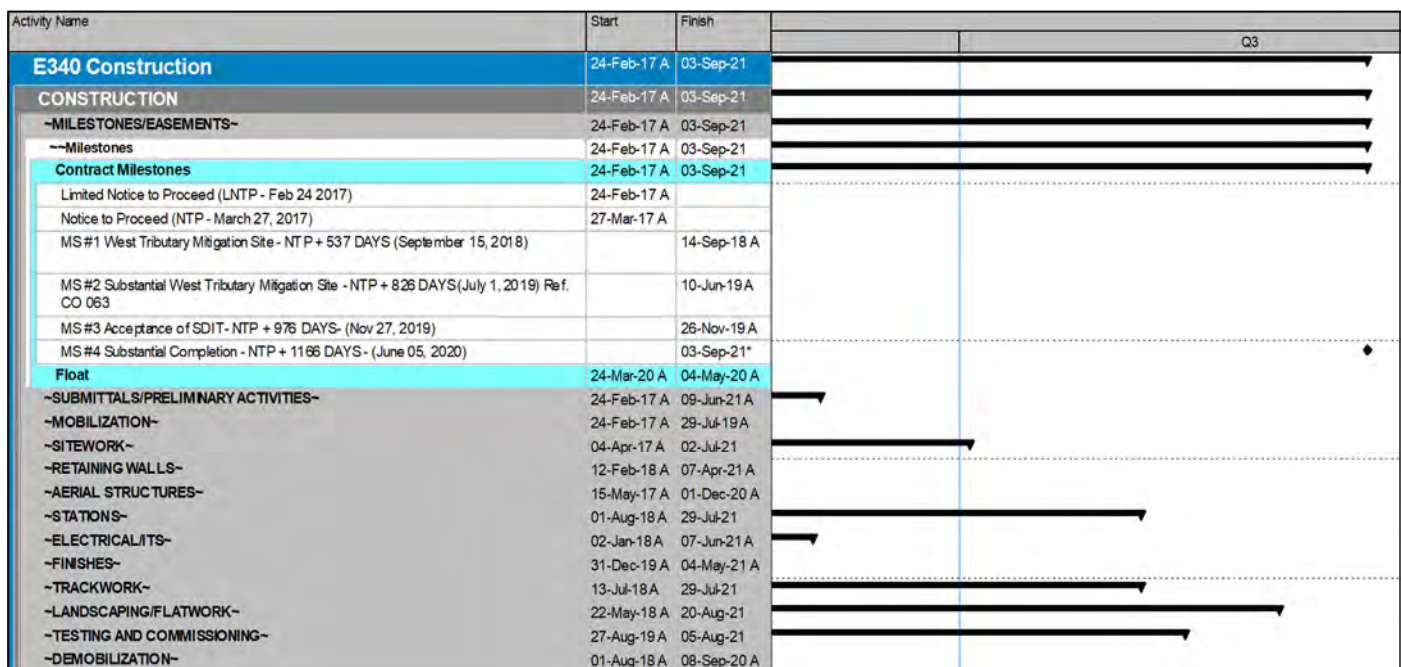 Activity Name Start Finish
Q3
E340 Construction 24-Feb-17 A 03-Sep-21
CONSTRUCTION 24-Feb-17 A 03-Sep-21
~MILESTONES/EASEMENTS~ 24-Feb-17 A 03-Sep-21
~~Milestones 24-Feb-17 A 03-Sep-21
Contract Milestones 24-Feb-17 A 03-Sep-21
Limited Notice to Proceed (LNTP - Feb 24 2017) 24-Feb-17 A
Notice to Proceed (NTP - March 27, 2017) 27-Mar-17 A
MS #1 West Tributary Mitigation Site - NTP + 537 DAYS (September 15, 2018) 14-Sep-18 A
MS #2 Substantial West Tributary Mitigation Site - NTP + 826 DAYS(July 1, 2019) Ref. 10-Jun-19 A
CO 063
MS #3 Acceptance of SDIT- NTP + 976 DAYS- (Nov 27, 2019) 26-Nov-19 A
MS #4 Substantial Completion - NTP + 1166 DAYS - (June 05, 2020) 03-Sep-21*
Float 24-Mar-20 A 04-May-20 A
~SUBMITTALS/PRELIMINARY ACTIVITIES~ 24-Feb-17 A 09-Jun-21 A
~MOBILIZATION~ 24-Feb-17 A 29-Jul-19 A
~SITEWORK~ 04-Apr-17 A 02-Jul-21
~RETAINING WALLS~ 12-Feb-18 A 07-Apr-21 A
~AERIAL STRUCTURES~ 15-May-17 A 01-Dec-20 A
~STATIONS~ 01-Aug-18 A 29-Jul-21
~ELECTRICAL/ITS~ 02-Jan-18 A 07-Jun-21 A
~FINISHES~ 31-Dec-19 A 04-May-21 A
~TRACKWORK~ 13-Jul-18 A 29-Jul-21
~LANDSCAPING/FLATWORK~ 22-May-18 A 20-Aug-21
~TESTING AND COMMISSIONING~ 27-Aug-19 A 05-Aug-21
~DEMOBILIZATION~ 01-Aug-18 A 08-Sep-20 A